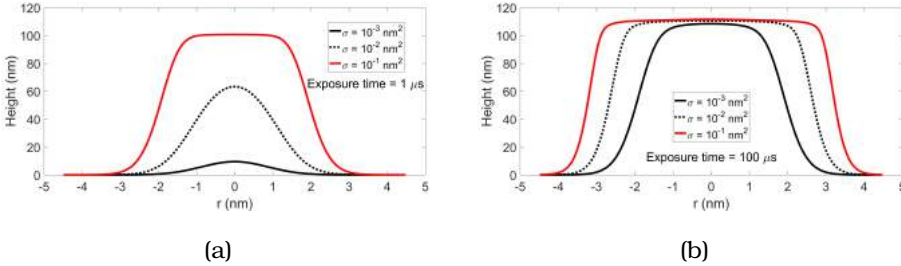 120
100
80
60
40
20
0
Height (nm)
σ = 10⁻³ nm²
σ = 10⁻² nm²
σ = 10⁻¹ nm²
Exposure time = 1 μs
-5 -4 -3 -2 -1 0 1 2 3 4 5
r (nm)
(a)
120
100
80
60
40
20
0
Height (nm)
σ = 10⁻³ nm²
σ = 10⁻² nm²
σ = 10⁻¹ nm²
Exposure time = 100 μs
-5 -4 -3 -2 -1 0 1 2 3 4 5
r (nm)
(b)